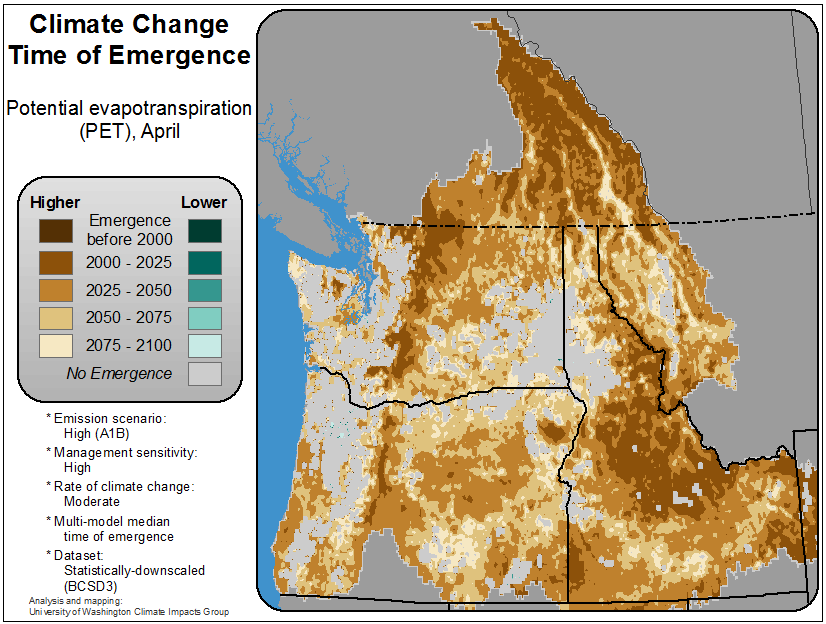 Climate Change
Time of Emergence
Potential evapotranspiration
(PET), April
Higher
Lower
Emergence
before 2000
2000 - 2025
2025 - 2050
2050 - 2075
2075 - 2100
No Emergence
* Emission scenario:
High (A1B)
* Management sensitivity:
High
* Rate of climate change:
Moderate
* Multi-model median
time of emergence
* Dataset:
Statistically-downscaled
(BCSD3)
Analysis and mapping:
University of Washington Climate Impacts Group